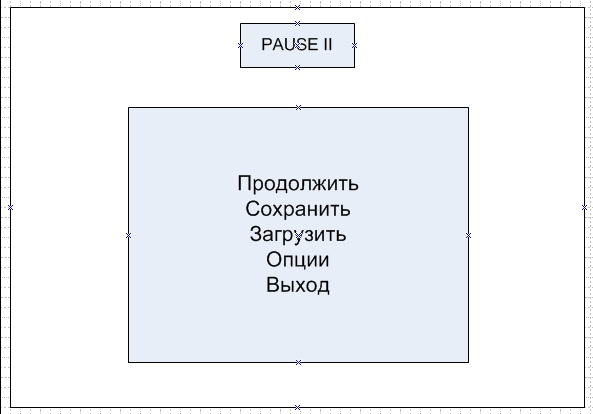 PAUSE II
Продолжить
Сохранить
Загрузить
Опции
Выход